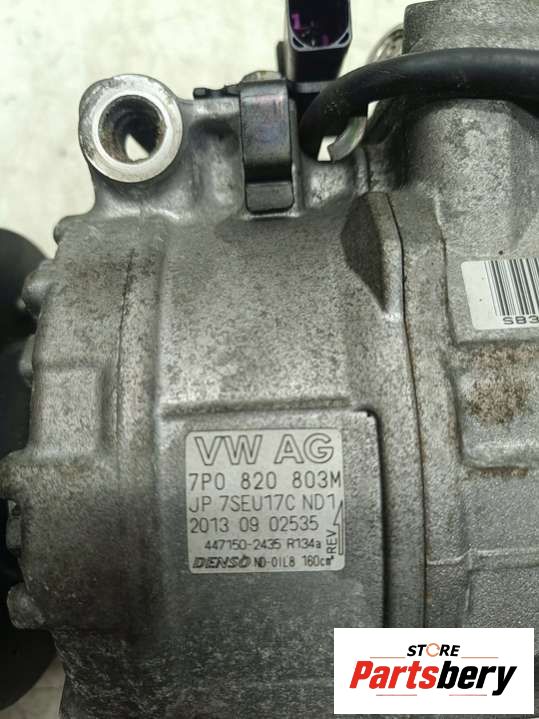 SB3
VW AG
7P0 820 803M
JP 7SEU17C ND1
2013 09 02535
447150-2435 R134a
DENSO ND-OIL8 160cm³
REV
STORE
Partsbery